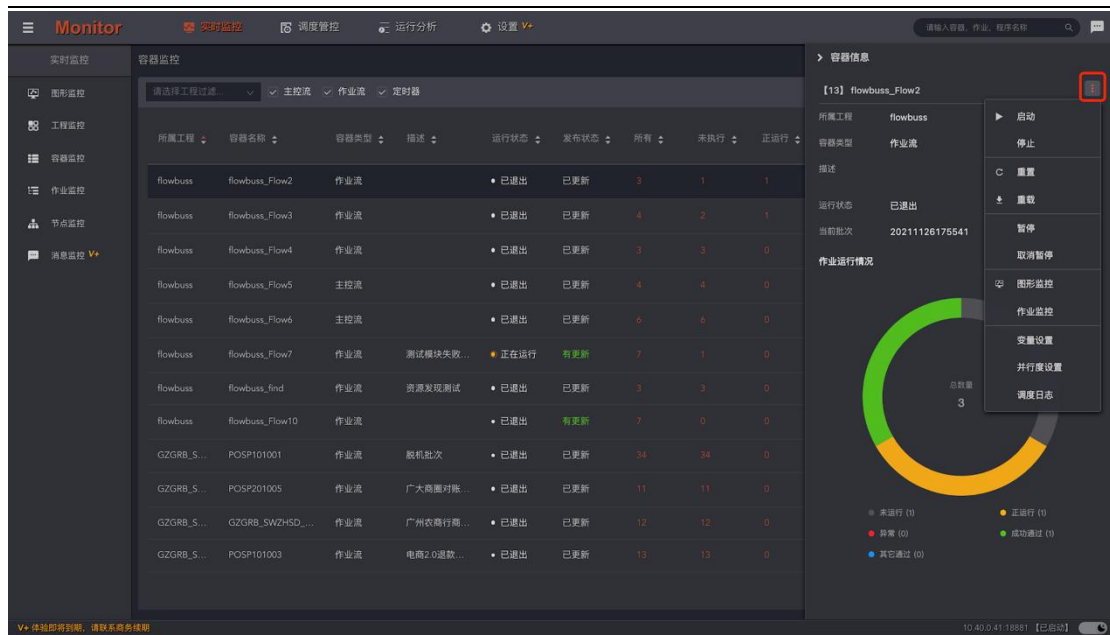 Monitor 实时监控 调度管控 运行分析 设置 V+ 请输入容器, 作业, 程序名称
实时监控
图形监控
工程监控
容器监控
作业监控
节点监控
消息监控 V+
容器监控
请选择工程过滤... 主控流 作业流 定时器
所属工程 容器名称 容器类型 描述 运行状态 发布状态 所有 未执行 正运行
flowbuss flowbuss_Flow2 作业流 已退出 已更新 3 1 1
flowbuss flowbuss_Flow3 作业流 已退出 已更新 4 2 1
flowbuss flowbuss_Flow4 作业流 已退出 已更新 3 3 0
flowbuss flowbuss_Flow5 主控流 已退出 已更新 4 4 0
flowbuss flowbuss_Flow6 主控流 已退出 已更新 6 6 0
flowbuss flowbuss_Flow7 作业流 测试模块失败... 正在运行 有更新 7 1 0
flowbuss flowbuss_find 作业流 资源发现测试 已退出 已更新 3 3 0
flowbuss flowbuss_Flow10 作业流 已退出 有更新 7 0 0
GZGRB_S... POSP101001 作业流 脱机批次 已退出 已更新 34 34 0
GZGRB_S... POSP201005 作业流 广大商圈对账... 已退出 已更新 11 11 0
GZGRB_S... GZGRB_SWZHSD_... 作业流 广州农商行商... 已退出 已更新 12 12 0
GZGRB_S... POSP101003 作业流 电商2.0退款... 已退出 已更新 13 13 0
容器信息
【13】flowbuss_Flow2
所属工程 flowbuss
容器类型 作业流
描述
运行状态 已退出
当前批次 20211126175541
作业运行情况
启动
停止
重置
重载
暂停
取消暂停
图形监控
作业监控
变量设置
并行度设置
调度日志
总数量
3
未运行 (1) 正运行 (1)
异常 (0) 成功通过 (1)
其它通过 (0)
V+ 体验即将到期, 请联系商务续期 10.40.0.41:18881 【已启动】